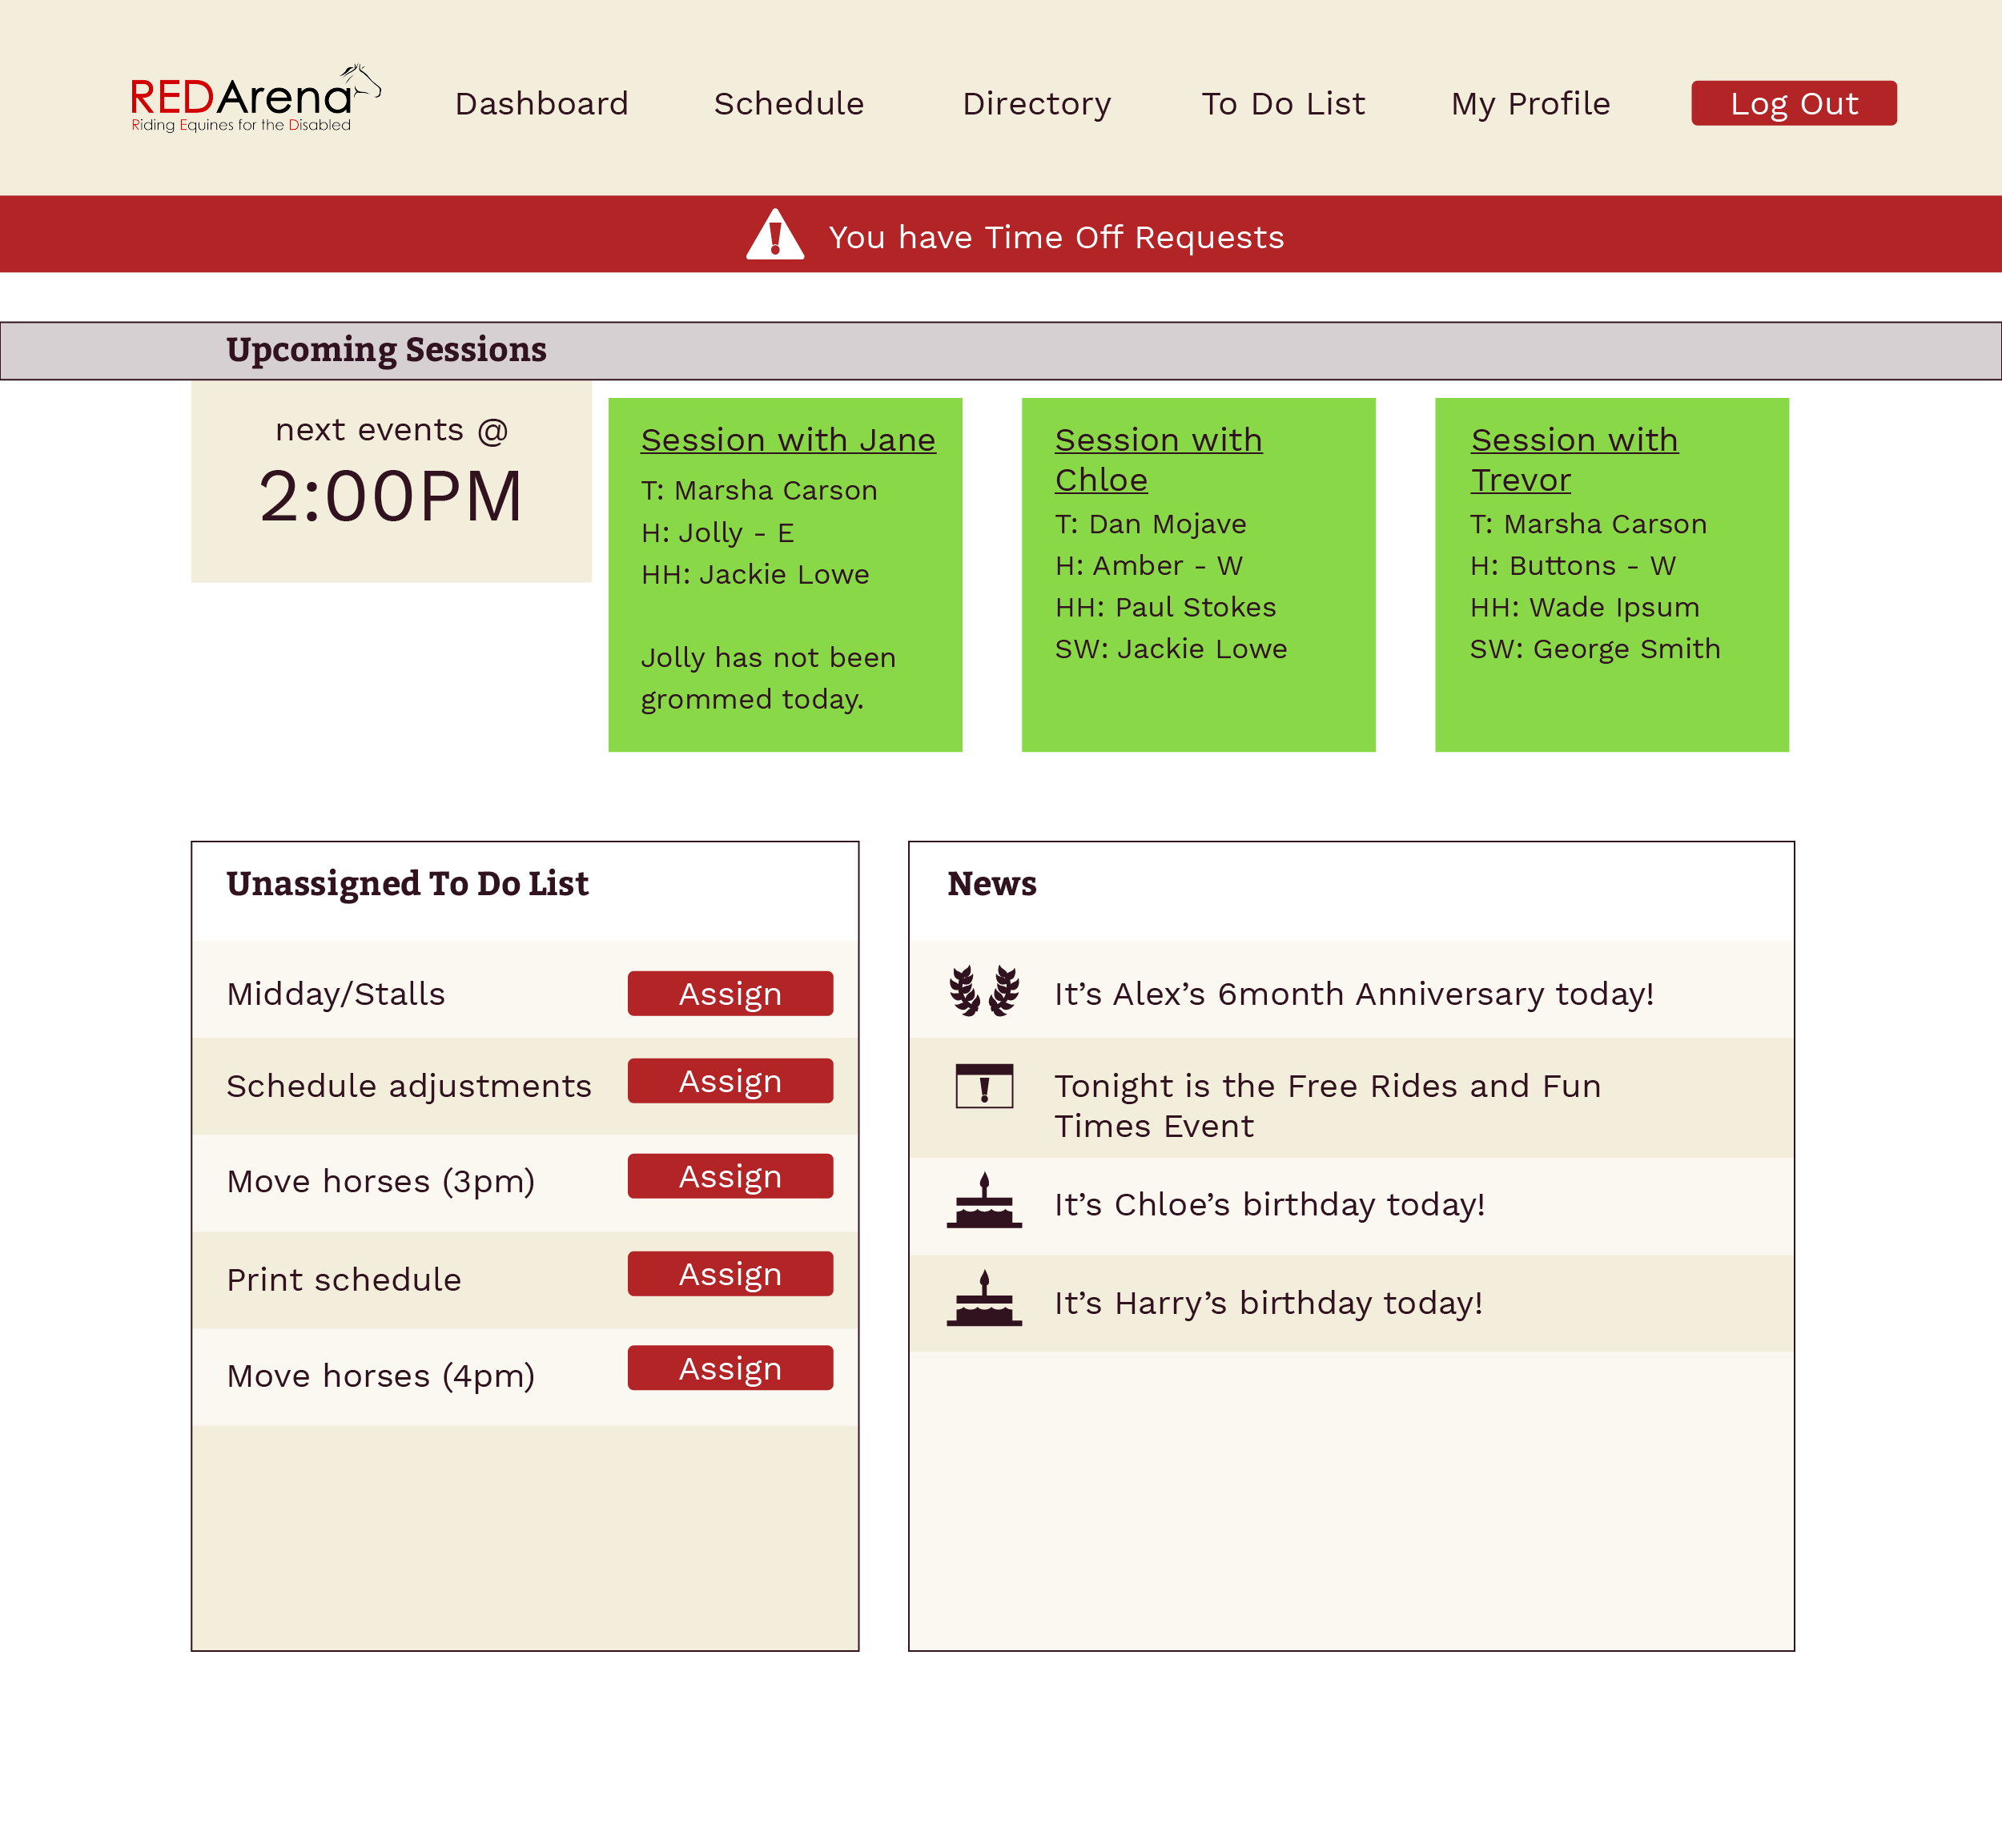 REDArena
Riding Equines for the Disabled
Dashboard
Schedule
Directory
To Do List
My Profile
Log Out
You have Time Off Requests
Upcoming Sessions
next events @
2:00PM
Session with Jane
T: Marsha Carson
H: Jolly - E
HH: Jackie Lowe
Jolly has not been
grommed today.
Session with
Chloe
T: Dan Mojave
H: Amber - W
HH: Paul Stokes
SW: Jackie Lowe
Session with
Trevor
T: Marsha Carson
H: Buttons - W
HH: Wade Ipsum
SW: George Smith
Unassigned To Do List
Midday/Stalls
Assign
Schedule adjustments
Assign
Move horses (3pm)
Assign
Print schedule
Assign
Move horses (4pm)
Assign
News
It’s Alex’s 6month Anniversary today!
Tonight is the Free Rides and Fun
Times Event
It’s Chloe’s birthday today!
It’s Harry’s birthday today!